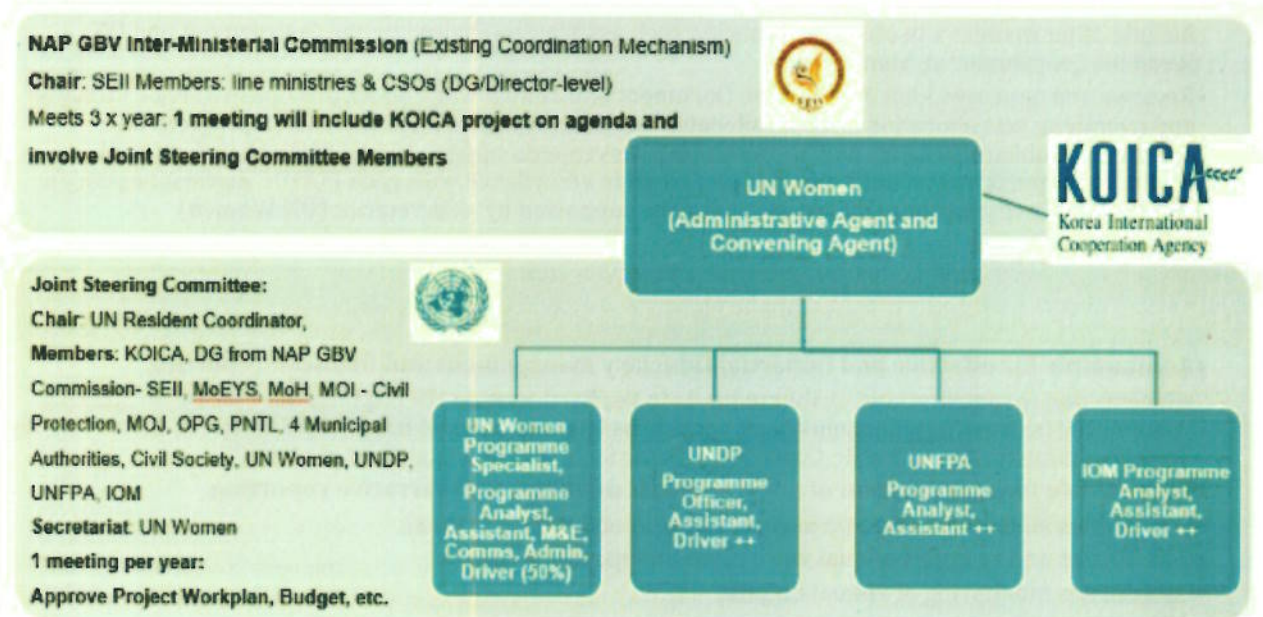 NAP GBV Inter-Ministerial Commission (Existing Coordination Mechanism)
Chair: SEII Members: line ministries & CSOs (DG/Director-level)
Meets 3 x year: 1 meeting will include KOICA project on agenda and
involve Joint Steering Committee Members
UN Women
(Administrative Agent and
Convening Agent)
KOICA
Korea International
Cooperation Agency
Joint Steering Committee:
Chair: UN Resident Coordinator,
Members: KOICA, DG from NAP GBV
Commission- SEII, MoEYS, MoH, MOI - Civil
Protection, MOJ, OPG, PNTL, 4 Municipal
Authorities, Civil Society, UN Women, UNDP,
UNFPA, IOM
Secretariat: UN Women
1 meeting per year:
Approve Project Workplan, Budget, etc.
UN Women
Programme
Specialist,
Programme
Analyst,
Assistant, M&E,
Comms, Admin,
Driver (50%)
UNDP
Programme
Officer,
Assistant,
Driver ++
UNFPA
Programme
Analyst,
Assistant ++
IOM Programme
Analyst,
Assistant,
Driver ++